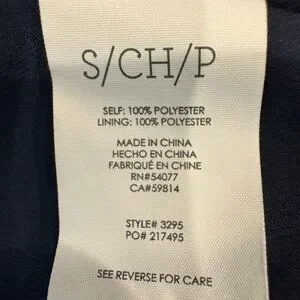 S/CH/P
SELF: 100% POLYESTER
LINING: 100% POLYESTER
MADE IN CHINA
HECHO EN CHINA
FABRIQUÉ EN CHINE
RN#54077
CA#59814
STYLE# 3295
PO# 217495
SEE REVERSE FOR CARE